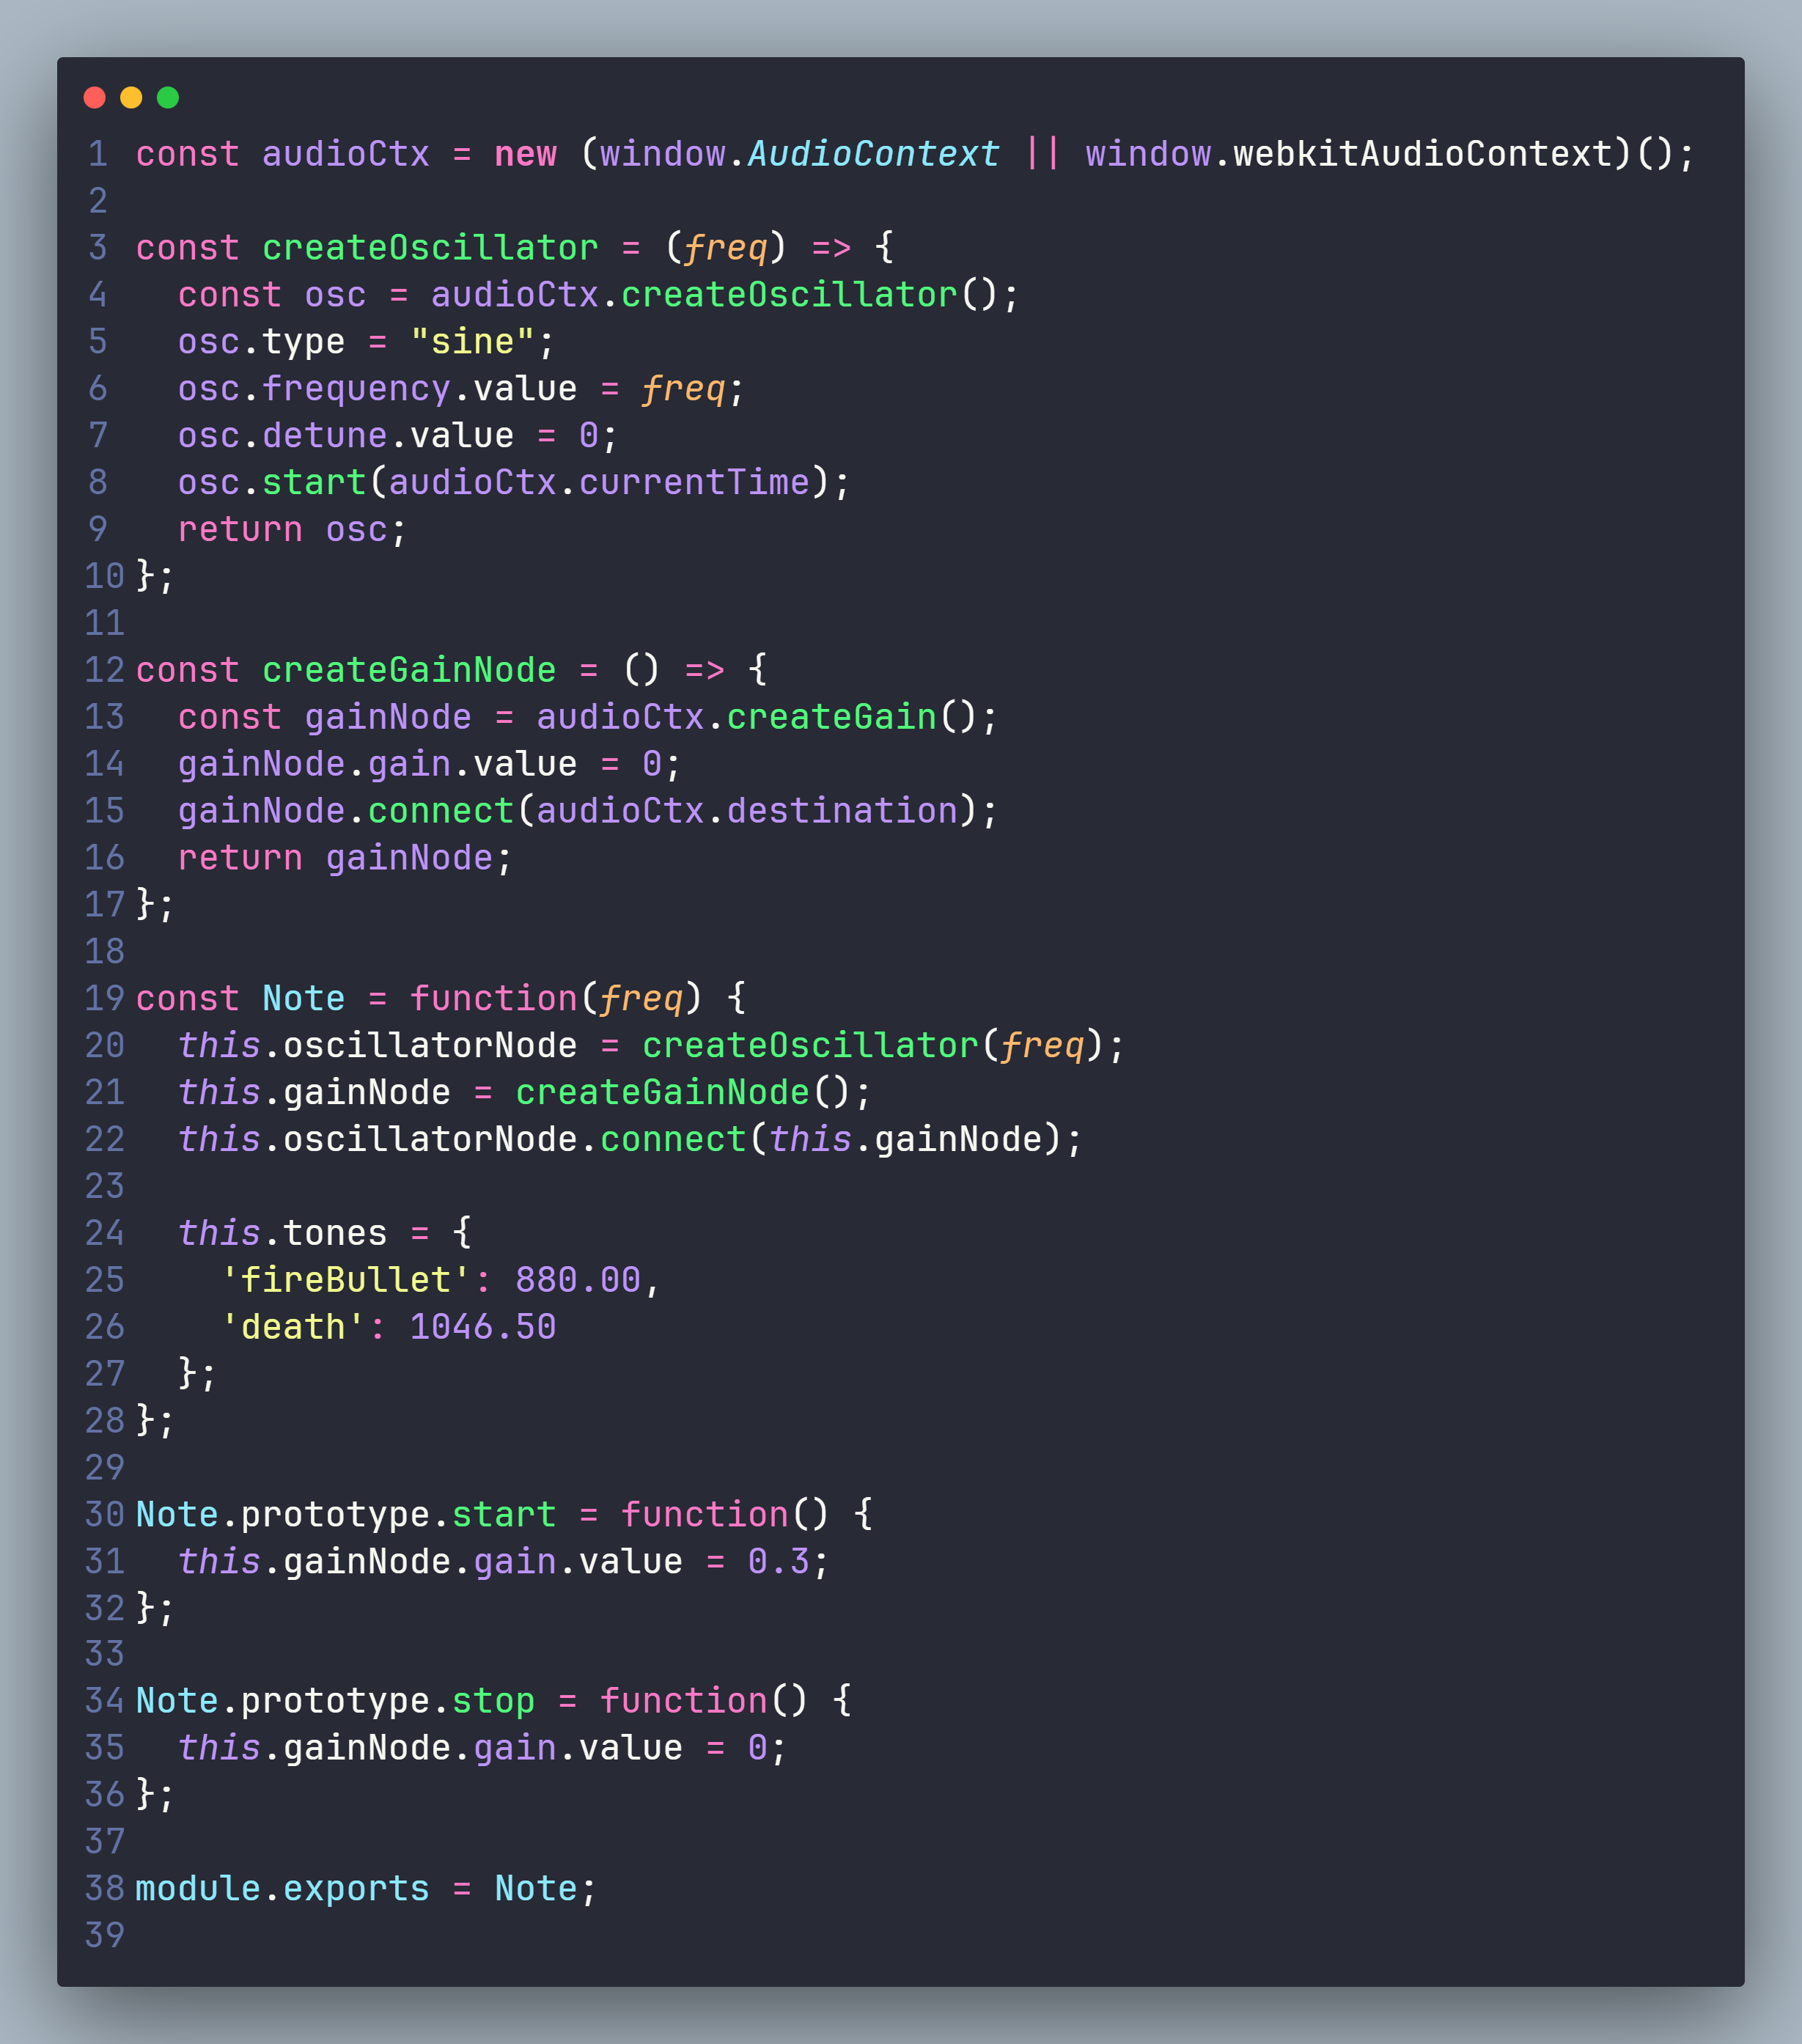 1 const audioCtx = new (window.AudioContext || window.webkitAudioContext)();
2
3 const createOscillator = (freq) => {
4   const osc = audioCtx.createOscillator();
5   osc.type = "sine";
6   osc.frequency.value = freq;
7   osc.detune.value = 0;
8   osc.start(audioCtx.currentTime);
9   return osc;
10 };
11
12 const createGainNode = () => {
13   const gainNode = audioCtx.createGain();
14   gainNode.gain.value = 0;
15   gainNode.connect(audioCtx.destination);
16   return gainNode;
17 };
18
19 const Note = function(freq) {
20   this.oscillatorNode = createOscillator(freq);
21   this.gainNode = createGainNode();
22   this.oscillatorNode.connect(this.gainNode);
23
24   this.tones = {
25     'fireBullet': 880.00,
26     'death': 1046.50
27   };
28 };
29
30 Note.prototype.start = function() {
31   this.gainNode.gain.value = 0.3;
32 };
33
34 Note.prototype.stop = function() {
35   this.gainNode.gain.value = 0;
36 };
37
38 module.exports = Note;
39